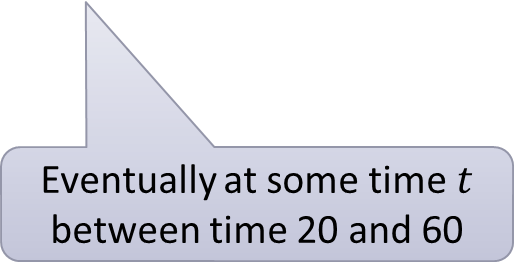 Eventually at some time t
between time 20 and 60